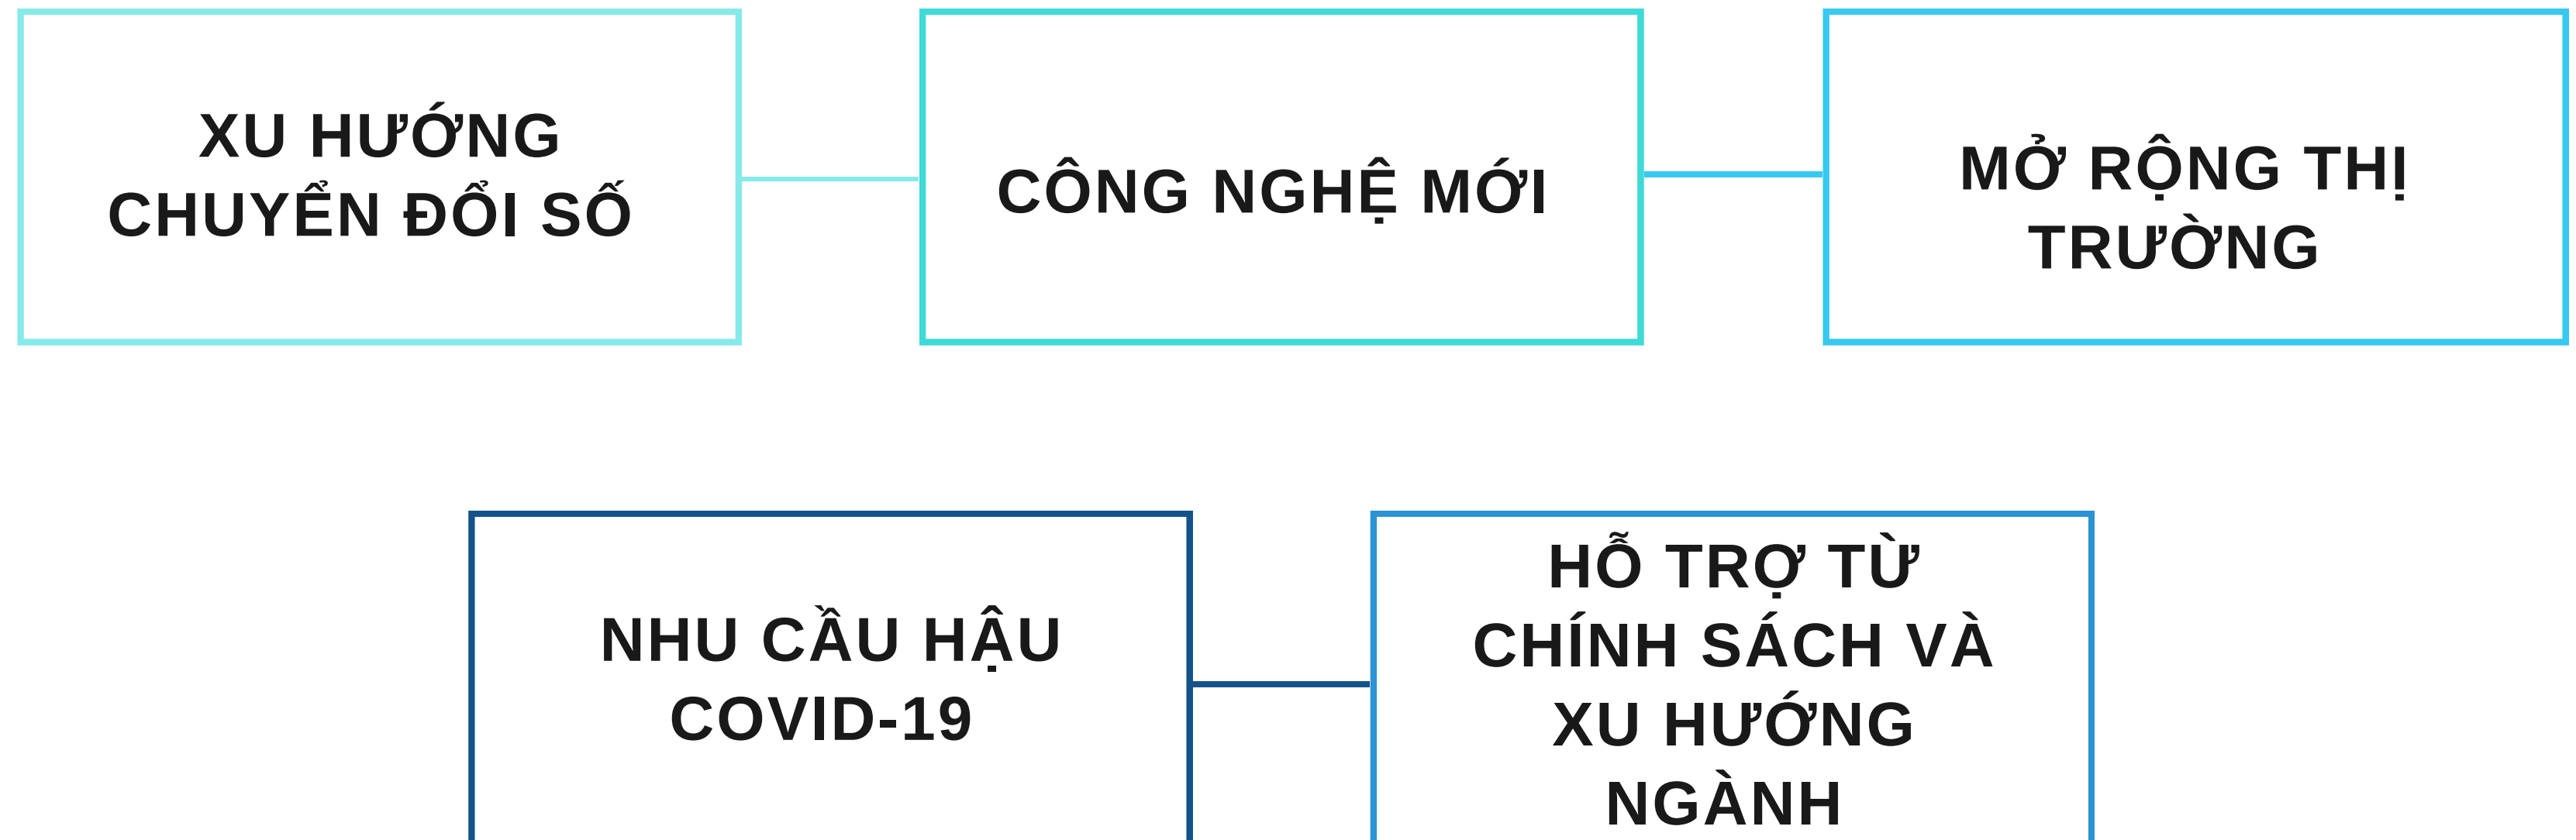 XU HƯỚNG
CHUYỂN ĐỔI SỐ
CÔNG NGHỆ MỚI
MỞ RỘNG THỊ
TRƯỜNG
NHU CẦU HẬU
COVID-19
HỖ TRỢ TỪ
CHÍNH SÁCH VÀ
XU HƯỚNG
NGÀNH